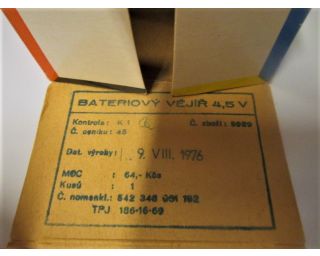 BATERIOVÝ VĚJÍŘ 4,5 V
Kontrola: K 1 Č. zboží:
Č. ceníku: 45
Dat. výroby: 9. VIII. 1976
MOC : 64,- Kčs
Kusů : 1
Č. nomenkl.: 542 346 951 192
TPJ 186-16-69